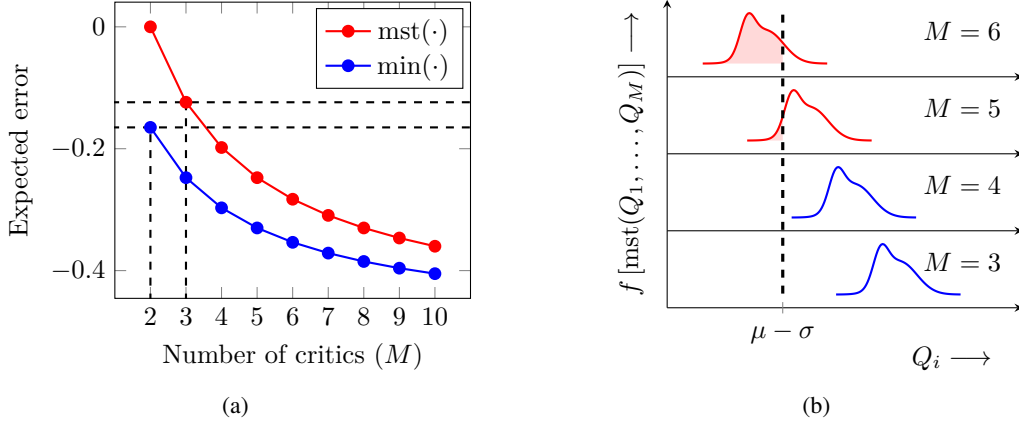 0
−0.2
−0.4
Expected error
mst(·)
min(·)
2 3 4 5 6 7 8 9 10
Number of critics (M)
(a)
f [mst(Q1, . . . , QM)] ⟶
M = 6
M = 5
M = 4
M = 3
μ − σ
Qi ⟶
(b)